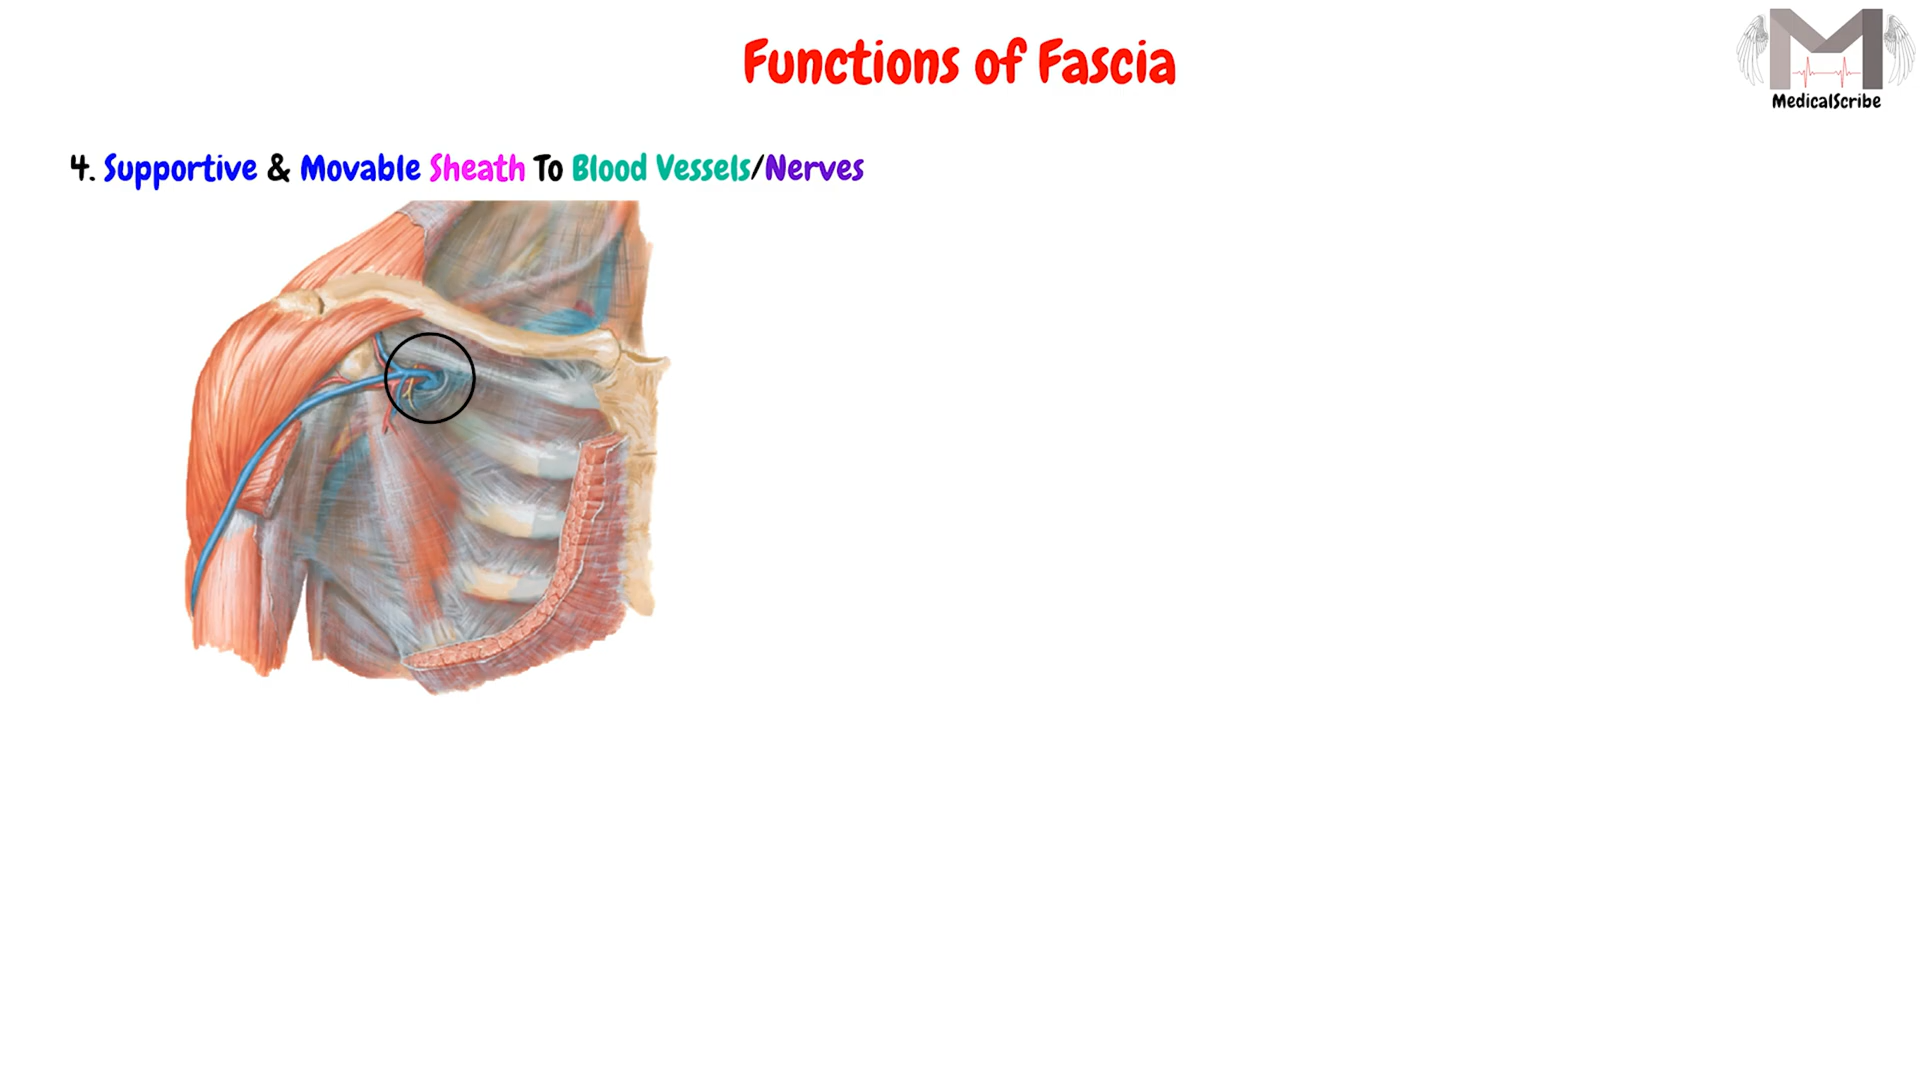 Functions of Fascia
MedicalScribe
4. Supportive & Movable Sheath To Blood Vessels/Nerves